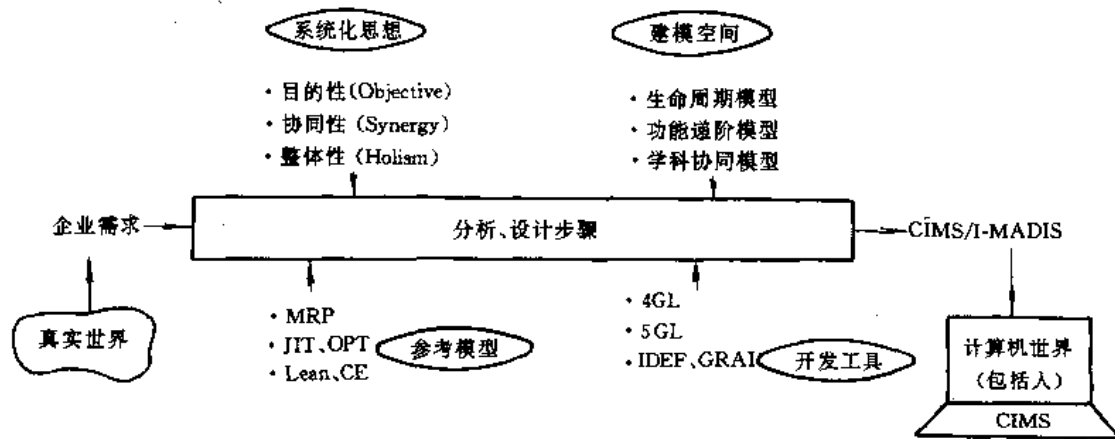 系统化思想
建模空间
·目的性(Objective)
·协同性 (Synergy)
·整体性 (Holism)
·生命周期模型
·功能递阶模型
·学科协同模型
企业需求
分析、设计步骤
CIMS/I-MADIS
真实世界
·MRP
·JIT、OPT
·Lean、CE
参考模型
·4GL
·5GL
·IDEF、GRAI
开发工具
计算机世界
(包括人)
CIMS